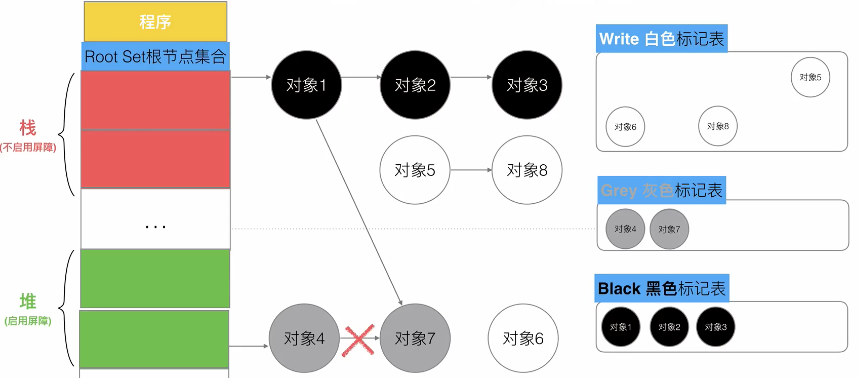 程序
Root Set根节点集合
栈
(不启用屏障)
...
堆
(启用屏障)
对象1
对象2
对象3
对象5
对象8
对象4
对象7
对象6
Write 白色标记表
对象5
对象6
对象8
Grey 灰色标记表
对象4
对象7
Black 黑色标记表
对象1
对象2
对象3